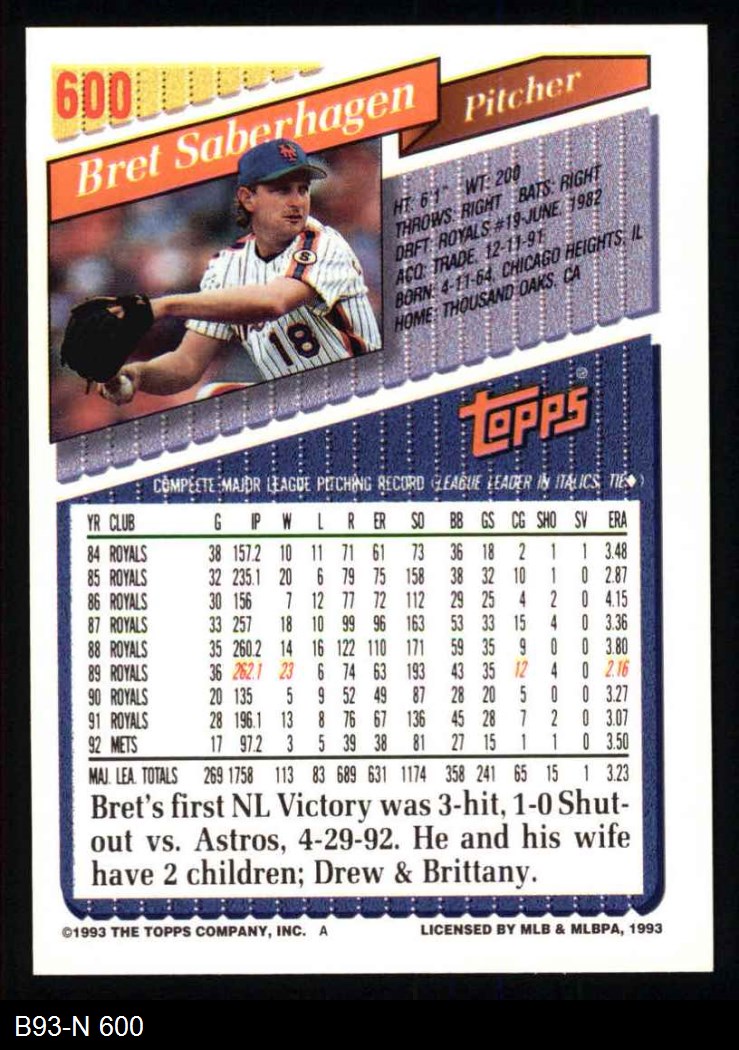 600
Bret Saberhagen
Pitcher
HT: 6'1" WT: 200
THROWS: RIGHT BATS: RIGHT
DRFT: ROYALS #19-JUNE, 1982
ACQ: TRADE, 12-11-91
BORN: 4-11-64, CHICAGO HEIGHTS, IL
HOME: THOUSAND OAKS, CA
S
18
TOPPS®
COMPLETE MAJOR LEAGUE PITCHING RECORD (LEAGUE LEADER IN ITALICS, TIE♦)
YR CLUB G IP W L R ER SO BB GS CG SHO SV ERA
84 ROYALS 38 157.2 10 11 71 61 73 36 18 2 1 1 3.48
85 ROYALS 32 235.1 20 6 79 75 158 38 32 10 1 0 2.87
86 ROYALS 30 156 7 12 77 72 112 29 25 4 2 0 4.15
87 ROYALS 33 257 18 10 99 96 163 53 33 15 4 0 3.36
88 ROYALS 35 260.2 14 16 122 110 171 59 35 9 0 0 3.80
89 ROYALS 36 262.1 23 6 74 63 193 43 35 12 4 0 2.16
90 ROYALS 20 135 5 9 52 49 87 28 20 5 0 0 3.27
91 ROYALS 28 196.1 13 8 76 67 136 45 28 7 2 0 3.07
92 METS 17 97.2 3 5 39 38 81 27 15 1 1 0 3.50
MAJ. LEA. TOTALS 269 1758 113 83 689 631 1174 358 241 65 15 1 3.23
Bret's first NL Victory was 3-hit, 1-0 Shut-
out vs. Astros, 4-29-92. He and his wife
have 2 children; Drew & Brittany.
©1993 THE TOPPS COMPANY, INC. A LICENSED BY MLB & MLBPA, 1993
B93-N 600